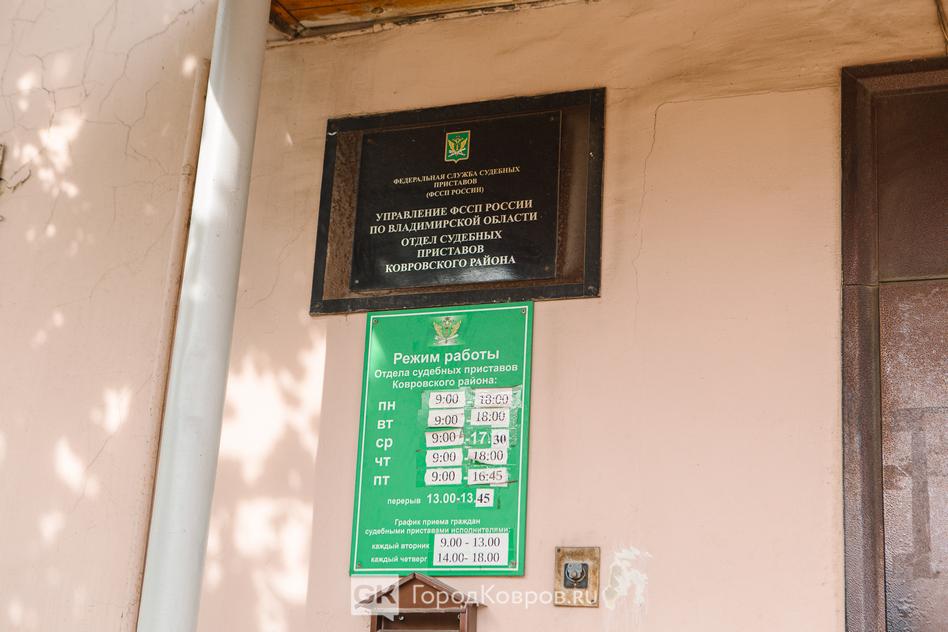 ФЕДЕРАЛЬНАЯ СЛУЖБА СУДЕБНЫХ
ПРИСТАВОВ
(ФССП РОССИИ)
УПРАВЛЕНИЕ ФССП РОССИИ
ПО ВЛАДИМИРСКОЙ ОБЛАСТИ
ОТДЕЛ СУДЕБНЫХ
ПРИСТАВОВ
КОВРОВСКОГО РАЙОНА
Режим работы
Отдела судебных приставов
Ковровского района:
пн 9:00 - 18:00
вт 9:00 18:00
ср 9:00 -17.30
чт 9:00 - 18:00
пт 9:00 - 16:45
перерыв 13.00-13.45
График приема граждан
судебными приставами исполнителями:
каждый вторник 9.00 - 13.00
каждый четверг 14.00- 18.00
GK ГородКовров.ru